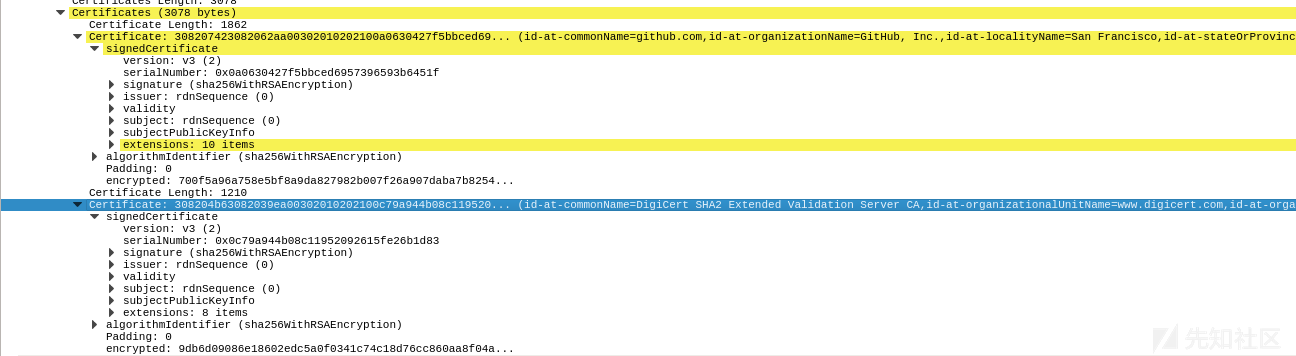 Certificates Length: 3078
Certificates (3078 bytes)
Certificate Length: 1862
Certificate: 308207423082062aa00302010202100a0630427f5bbced69... (id-at-commonName=github.com,id-at-organizationName=GitHub, Inc.,id-at-localityName=San Francisco,id-at-stateOrProvinc
signedCertificate
version: v3 (2)
serialNumber: 0x0a0630427f5bbced6957396593b6451f
signature (sha256WithRSAEncryption)
issuer: rdnSequence (0)
validity
subject: rdnSequence (0)
subjectPublicKeyInfo
extensions: 10 items
algorithmIdentifier (sha256WithRSAEncryption)
Padding: 0
encrypted: 700f5a96a758e5bf8a9da827982b007f26a907daba7b8254...
Certificate Length: 1210
Certificate: 308204b63082039ea00302010202100c79a944b08c119520... (id-at-commonName=DigiCert SHA2 Extended Validation Server CA,id-at-organizationalUnitName=www.digicert.com,id-at-orga
signedCertificate
version: v3 (2)
serialNumber: 0x0c79a944b08c11952092615fe26b1d83
signature (sha256WithRSAEncryption)
issuer: rdnSequence (0)
validity
subject: rdnSequence (0)
subjectPublicKeyInfo
extensions: 8 items
algorithmIdentifier (sha256WithRSAEncryption)
Padding: 0
encrypted: 9db6d09086e18602edc5a0f0341c74c18d76cc860aa8f04a...
先知社区